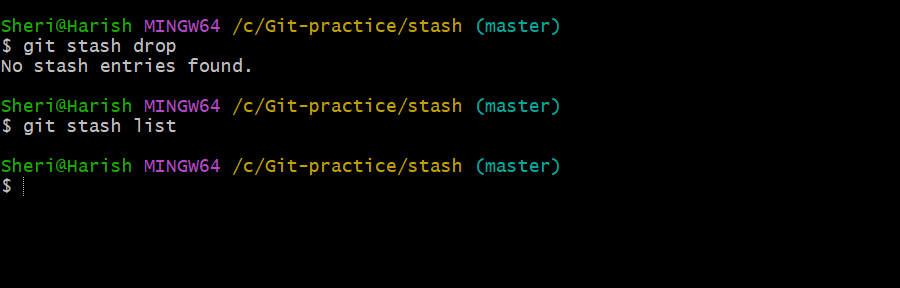 Sheri@Harish MINGW64 /c/Git-practice/stash (master)
$ git stash drop
No stash entries found.
Sheri@Harish MINGW64 /c/Git-practice/stash (master)
$ git stash list
Sheri@Harish MINGW64 /c/Git-practice/stash (master)
$